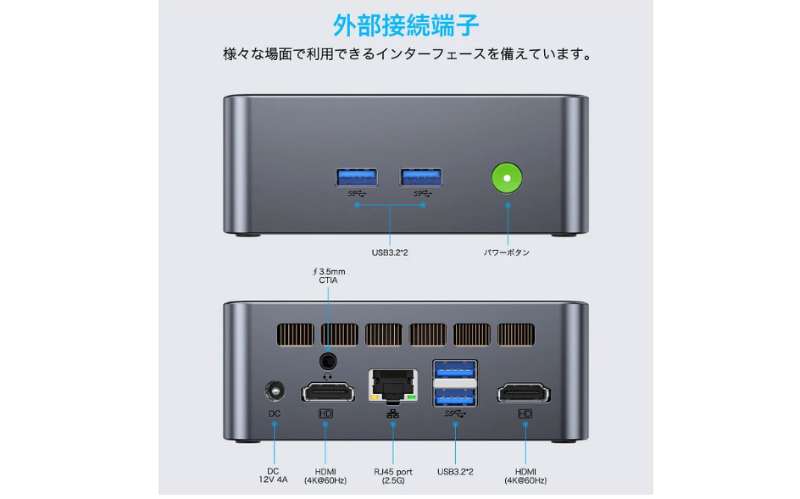 外部接続端子
様々な場面で利用できるインターフェースを備えています。
USB3.2*2
パワーボタン
∮3.5mm
CTIA
DC
HD
HD
DC
12V 4A
HDMI
(4K@60Hz)
RJ45 port
(2.5G)
USB3.2*2
HDMI
(4K@60Hz)